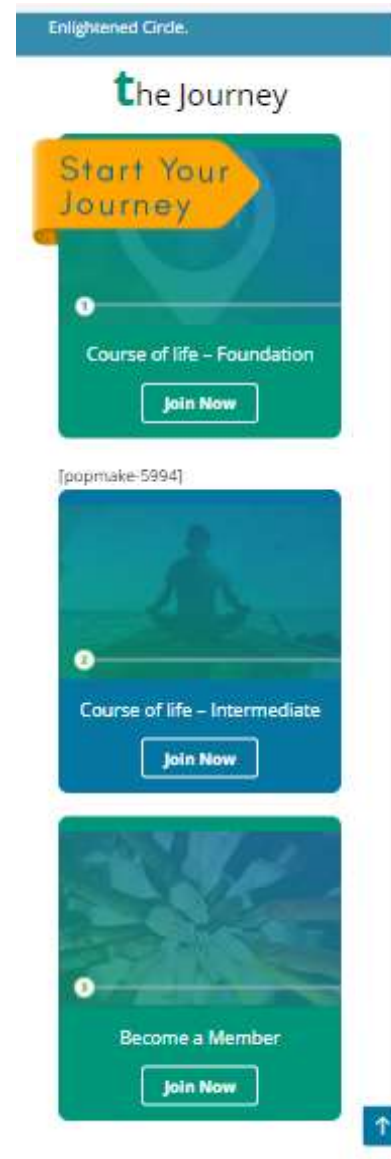 Enlightened Circle.
the Journey
Start Your
Journey
1
Course of life – Foundation
Join Now
[popmake-5994]
2
Course of life – Intermediate
Join Now
3
Become a Member
Join Now